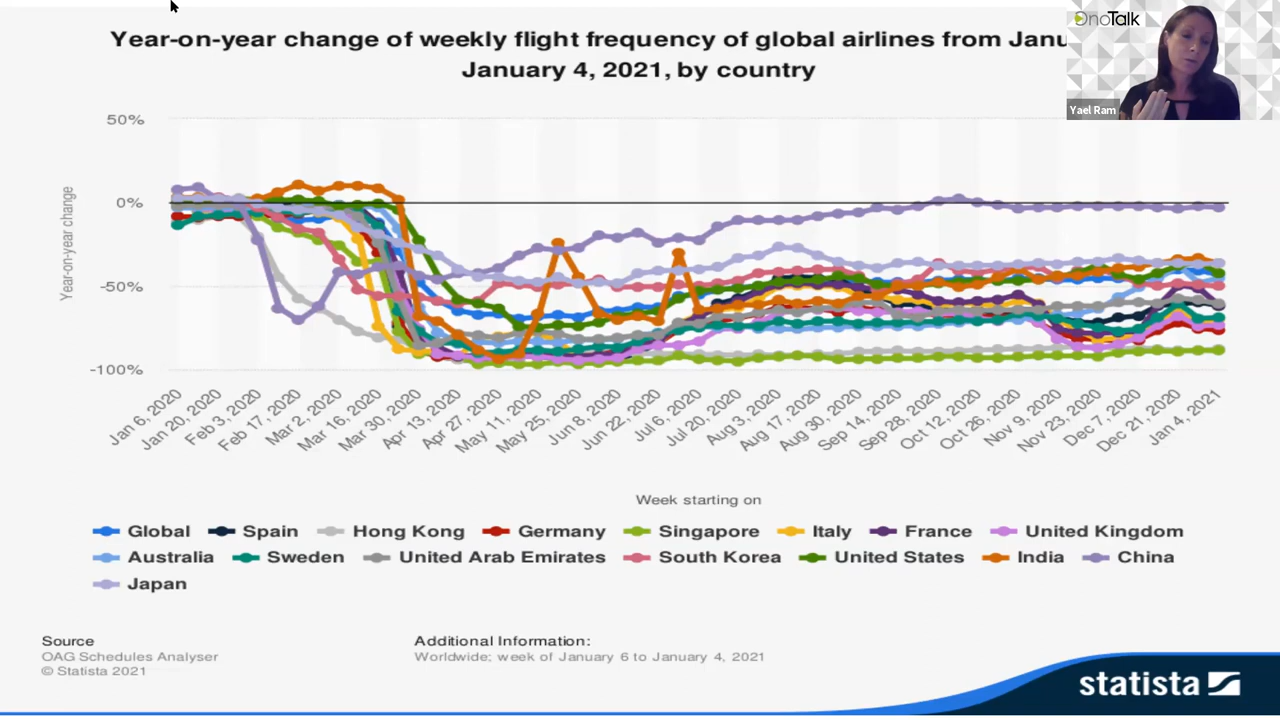 OnoTalk
Yael Ram
Year-on-year change of weekly flight frequency of global airlines from
January 4, 2021, by country
Year-on-year change
50%
0%
-50%
-100%
Jan 6, 2020
Jan 20, 2020
Feb 3, 2020
Feb 17, 2020
Mar 2, 2020
Mar 16, 2020
Mar 30, 2020
Apr 13, 2020
Apr 27, 2020
May 11, 2020
May 25, 2020
Jun 8, 2020
Jun 22, 2020
Jul 6, 2020
Jul 20, 2020
Aug 3, 2020
Aug 17, 2020
Aug 30, 2020
Sep 14, 2020
Sep 28, 2020
Oct 12, 2020
Oct 26, 2020
Nov 9, 2020
Nov 23, 2020
Dec 7, 2020
Dec 21, 2020
Jan 4, 2021
Week starting on
Global Spain Hong Kong Germany Singapore Italy France United Kingdom
Australia Sweden United Arab Emirates South Korea United States India China
Japan
Source
OAG Schedules Analyser
© Statista 2021
Additional Information:
Worldwide; week of January 6 to January 4, 2021
statista